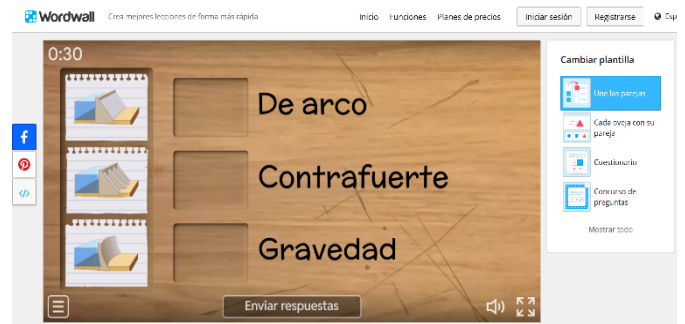 Wordwall Crea mejores lecciones de forma más rápida Inicio Funciones Planes de precios Iniciar sesión Registrarse Esp
0:30
De arco
Contrafuerte
Gravedad
Enviar respuestas
Cambiar plantilla
Une las parejas
Cada oveja con su
pareja
Cuestionario
Concurso de
preguntas
Mostrar todo